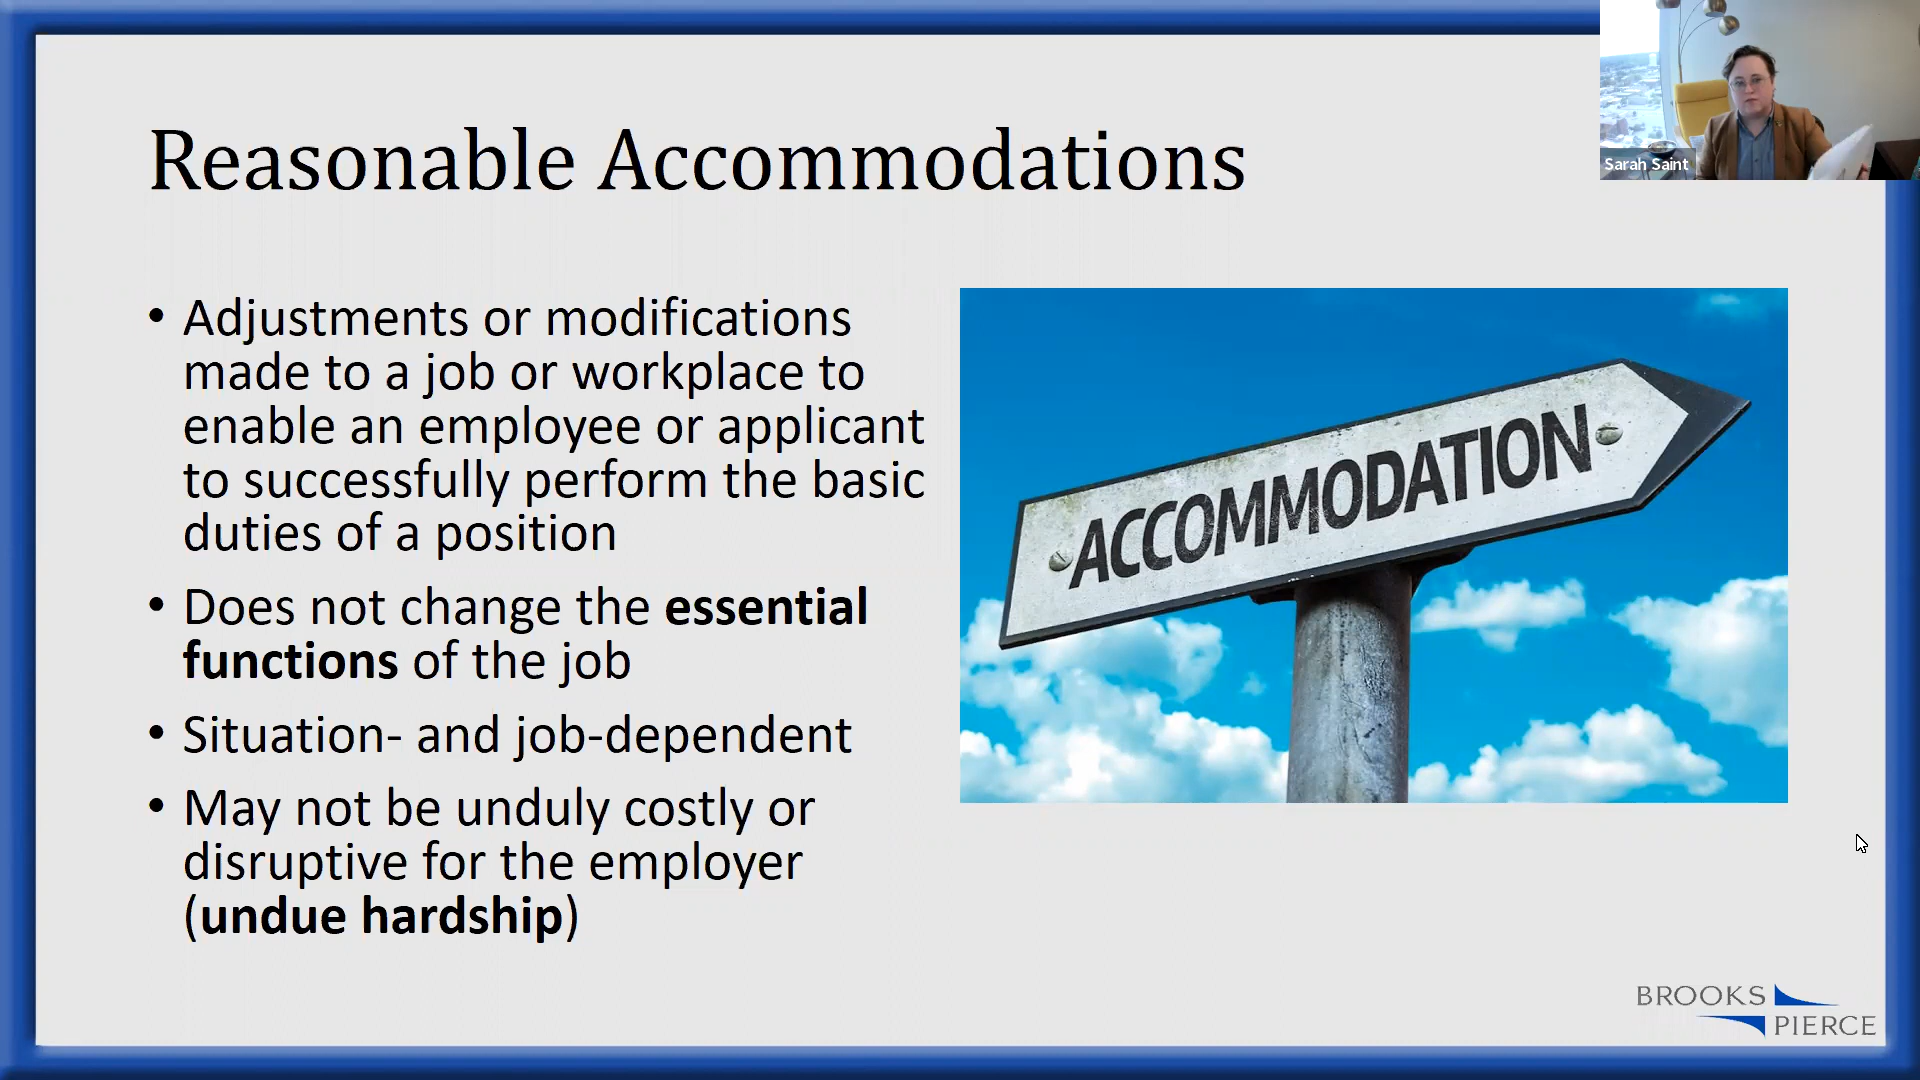 Sarah Saint
Reasonable Accommodations
• Adjustments or modifications
made to a job or workplace to
enable an employee or applicant
to successfully perform the basic
duties of a position
• Does not change the essential
functions of the job
• Situation- and job-dependent
• May not be unduly costly or
disruptive for the employer
(undue hardship)
ACCOMMODATION
BROOKS
PIERCE